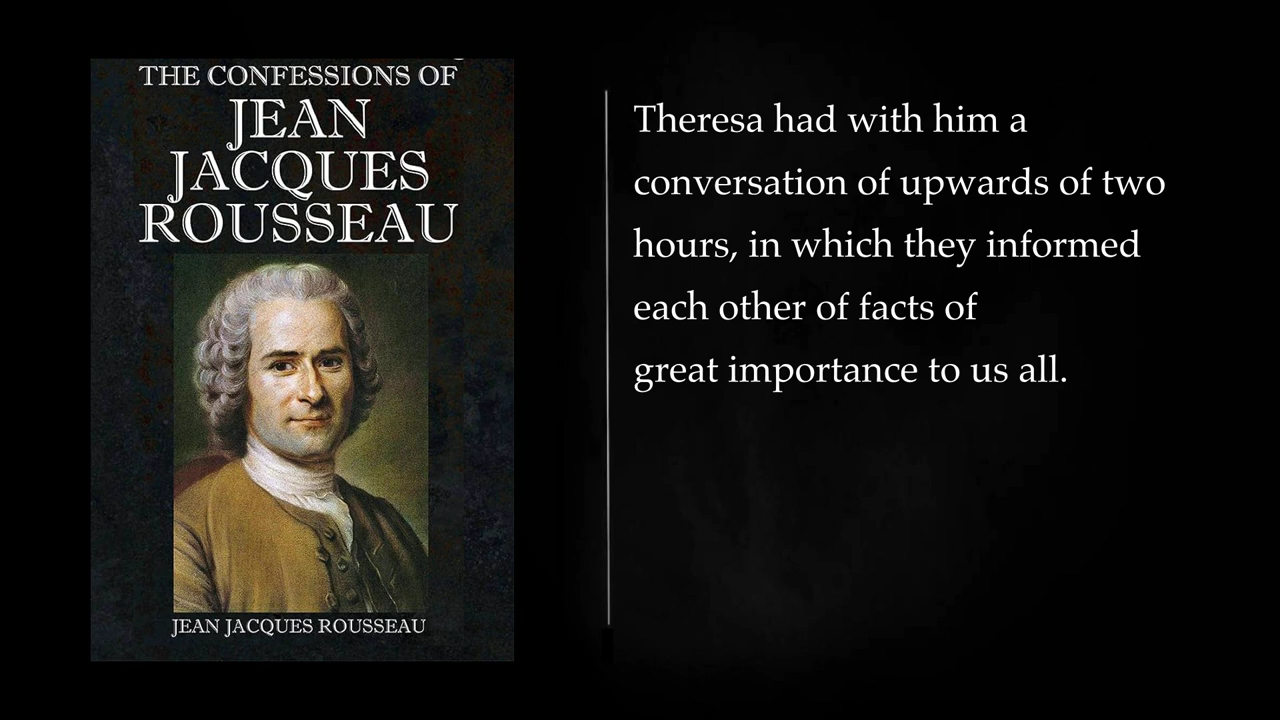 THE CONFESSIONS OF
JEAN
JACQUES
ROUSSEAU
JEAN JACQUES ROUSSEAU
Theresa had with him a
conversation of upwards of two
hours, in which they informed
each other of facts of
great importance to us all.